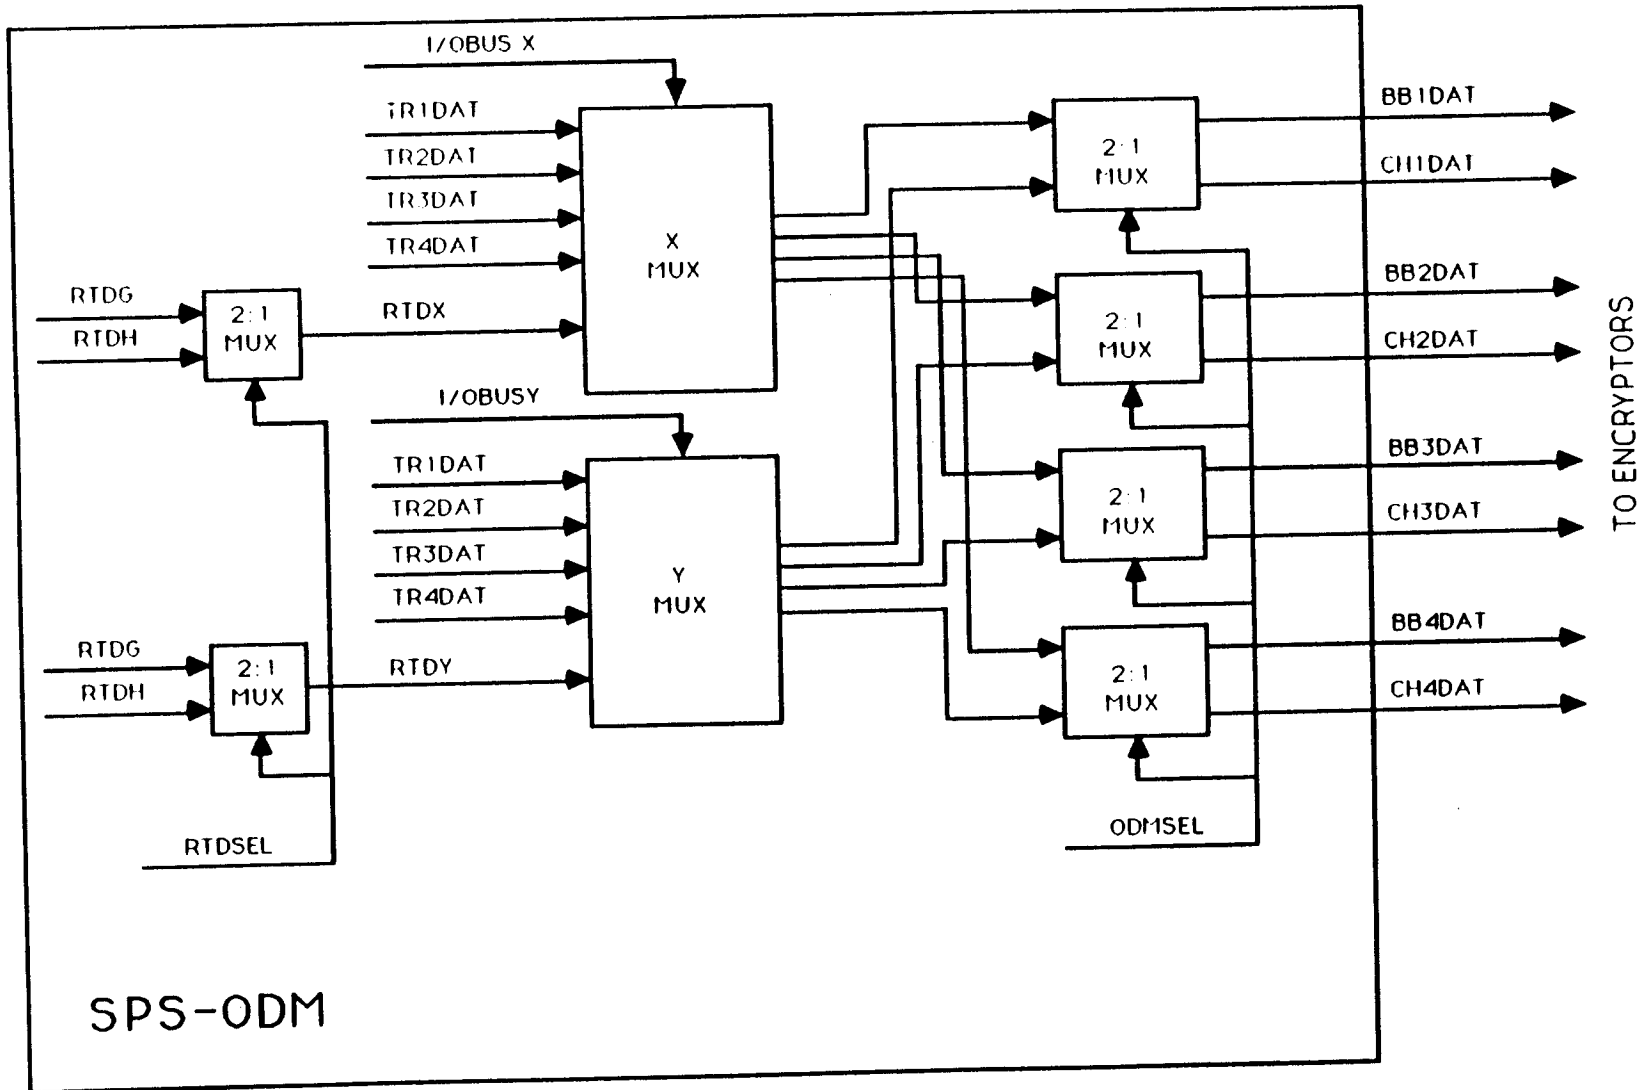 I/OBUS X
TR1DAT
TR2DAT
TR3DAT
TR4DAT
RTDG
RTDH
2:1
MUX
RTDX
X
MUX
I/OBUSY
TR1DAT
TR2DAT
TR3DAT
TR4DAT
RTDG
RTDH
2:1
MUX
RTDY
Y
MUX
RTDSEL
2:1
MUX
2:1
MUX
2:1
MUX
2:1
MUX
ODMSEL
BB1DAT
CH1DAT
BB2DAT
CH2DAT
BB3DAT
CH3DAT
BB4DAT
CH4DAT
TO ENCRYPTORS
SPS-ODM